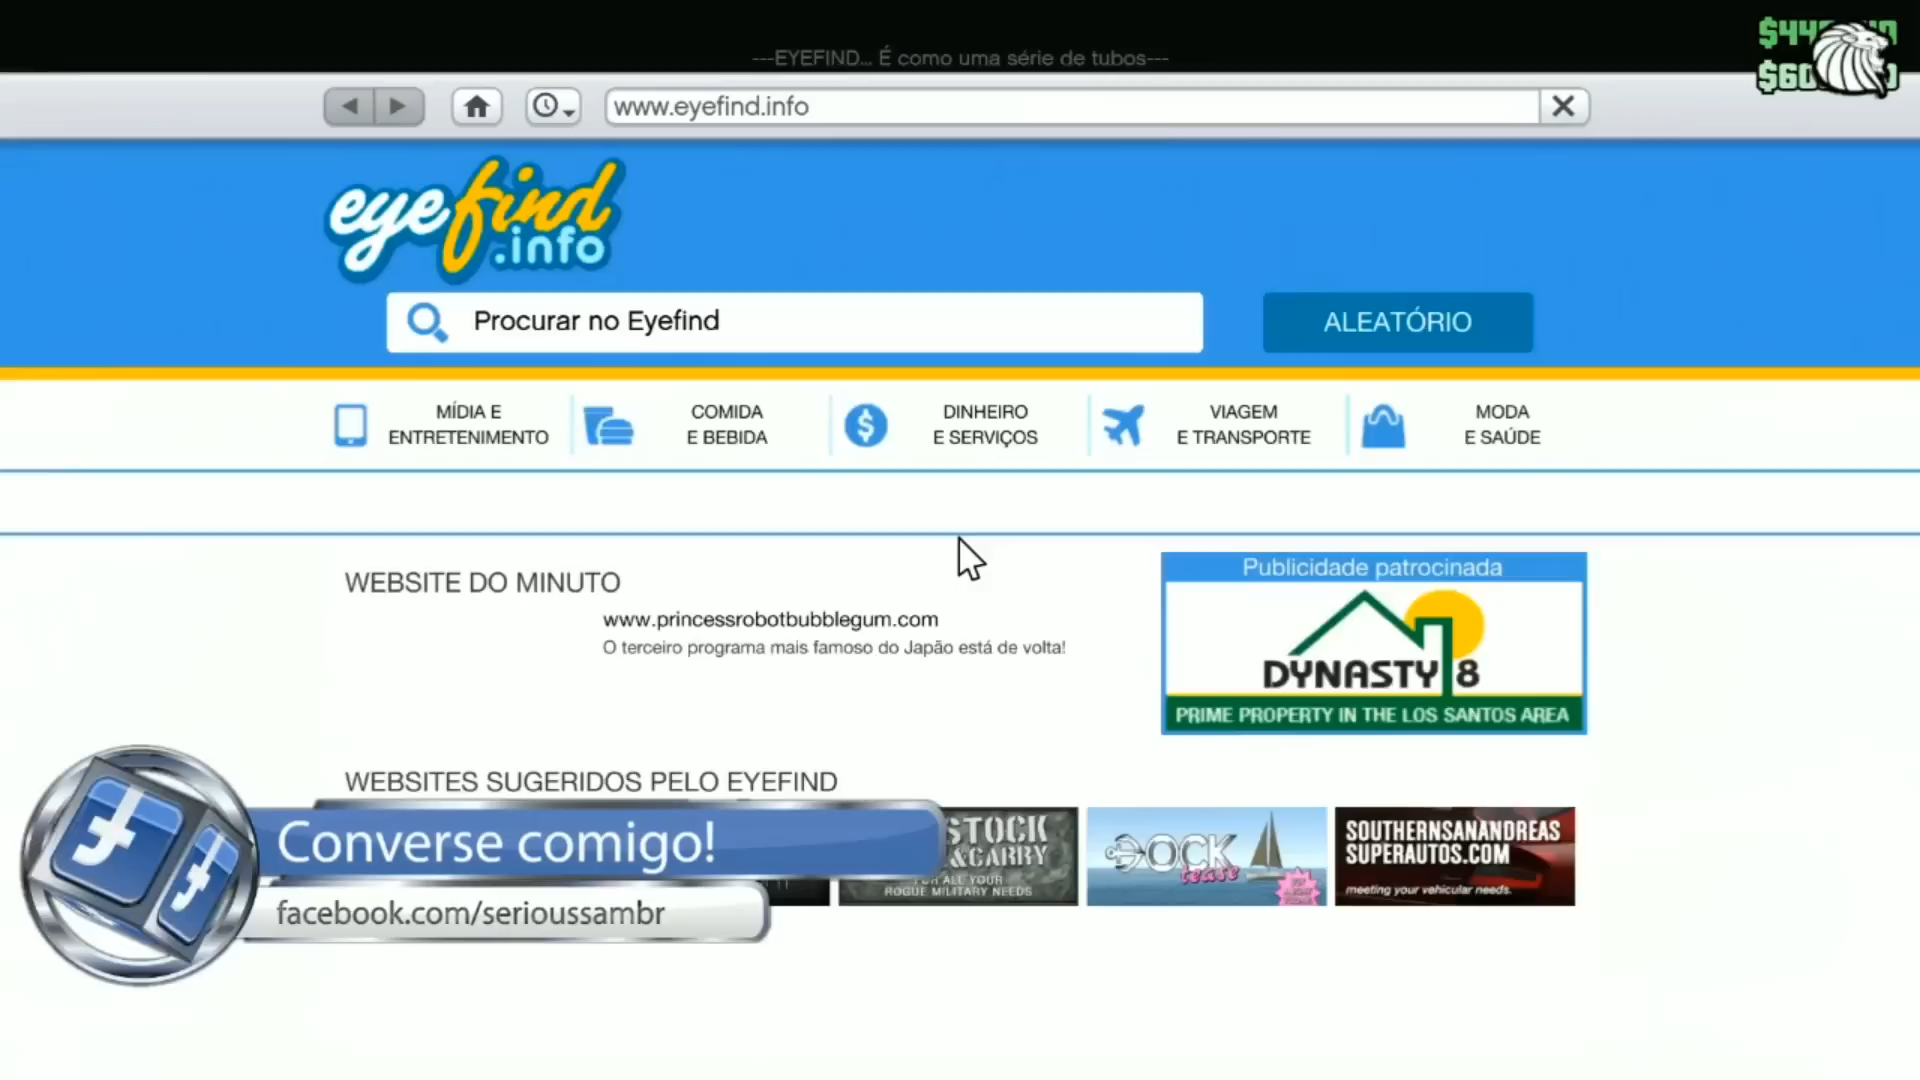 ---EYEFIND... É como uma série de tubos---
www.eyefind.info
eyefind
.info
Procurar no Eyefind
ALEATÓRIO
MÍDIA E
ENTRETENIMENTO
COMIDA
E BEBIDA
DINHEIRO
E SERVIÇOS
VIAGEM
E TRANSPORTE
MODA
E SAÚDE
WEBSITE DO MINUTO
www.princessrobotbubblegum.com
O terceiro programa mais famoso do Japão está de volta!
Publicidade patrocinada
DYNASTY 8
PRIME PROPERTY IN THE LOS SANTOS AREA
WEBSITES SUGERIDOS PELO EYEFIND
Converse comigo!
facebook.com/serioussambr
STOCK
&CARRY
FOR ALL YOUR
ROGUE MILITARY NEEDS
DOCK
tease
SOUTHERNSANANDREAS
SUPERAUTOS.COM
meeting your vehicular needs.